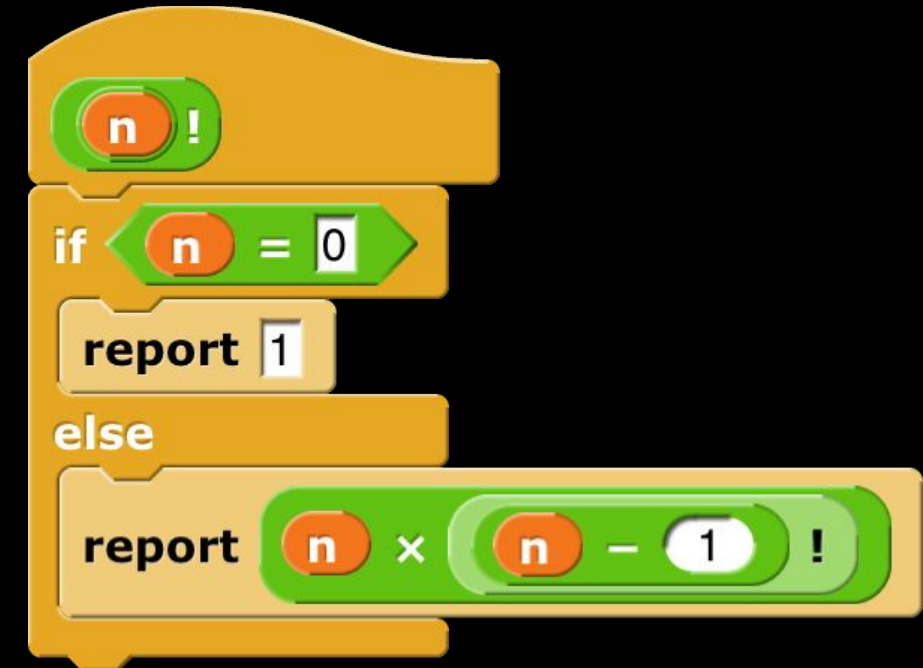 n !
if n = 0
report 1
else
report n × n − 1 !